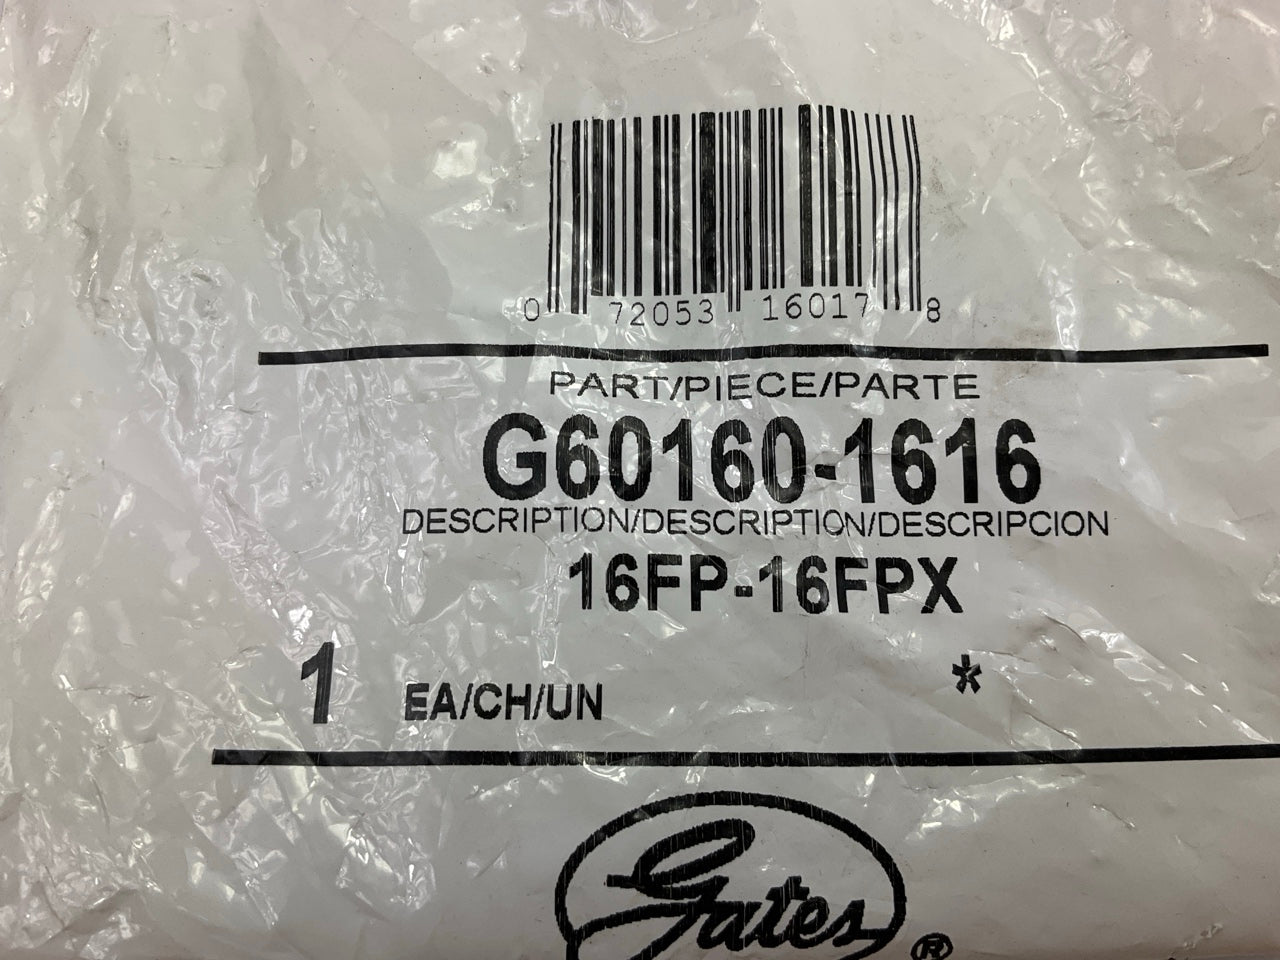 0 72053 16017 8
PART/PIECE/PARTE
G60160-1616
DESCRIPTION/DESCRIPTION/DESCRIPCION
16FP-16FPX
1 EA/CH/UN *
Gates ®